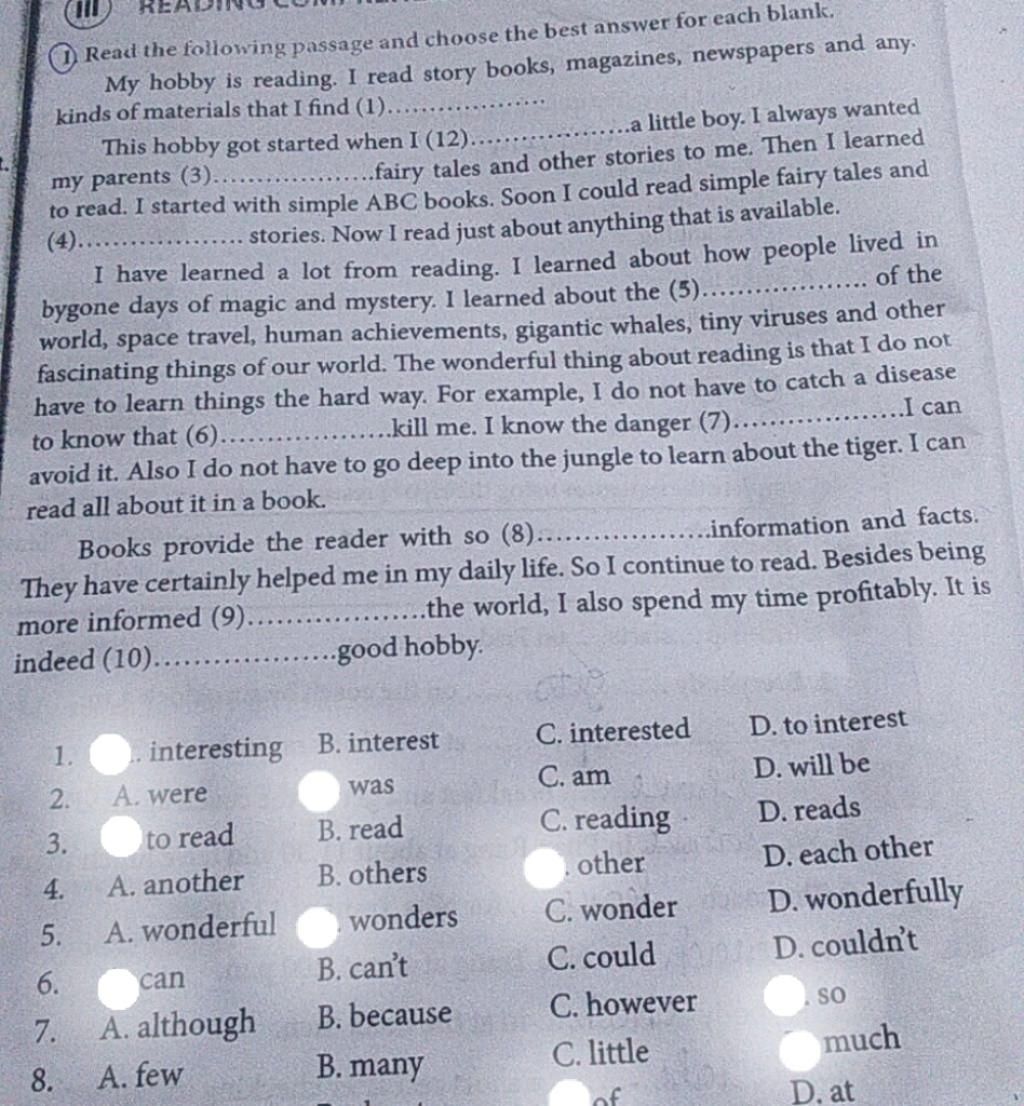 III
1. Read the following passage and choose the best answer for each blank.
My hobby is reading. I read story books, magazines, newspapers and any
kinds of materials that I find (1)..................
This hobby got started when I (12)..................a little boy. I always wanted
my parents (3)..................fairy tales and other stories to me. Then I learned
to read. I started with simple ABC books. Soon I could read simple fairy tales and
(4).................. stories. Now I read just about anything that is available.
I have learned a lot from reading. I learned about how people lived in
bygone days of magic and mystery. I learned about the (5).................. of the
world, space travel, human achievements, gigantic whales, tiny viruses and other
fascinating things of our world. The wonderful thing about reading is that I do not
have to learn things the hard way. For example, I do not have to catch a disease
to know that (6)..................kill me. I know the danger (7)..................I can
avoid it. Also I do not have to go deep into the jungle to learn about the tiger. I can
read all about it in a book.
Books provide the reader with so (8)..................information and facts.
They have certainly helped me in my daily life. So I continue to read. Besides being
more informed (9)..................the world, I also spend my time profitably. It is
indeed (10)..................good hobby.
1. interesting B. interest C. interested D. to interest
2. A. were was C. am D. will be
3. to read B. read C. reading D. reads
4. A. another B. others . other D. each other
5. A. wonderful . wonders C. wonder D. wonderfully
6. can B. can't C. could D. couldn't
7. A. although B. because C. however . so
8. A. few B. many C. little much
of D. at